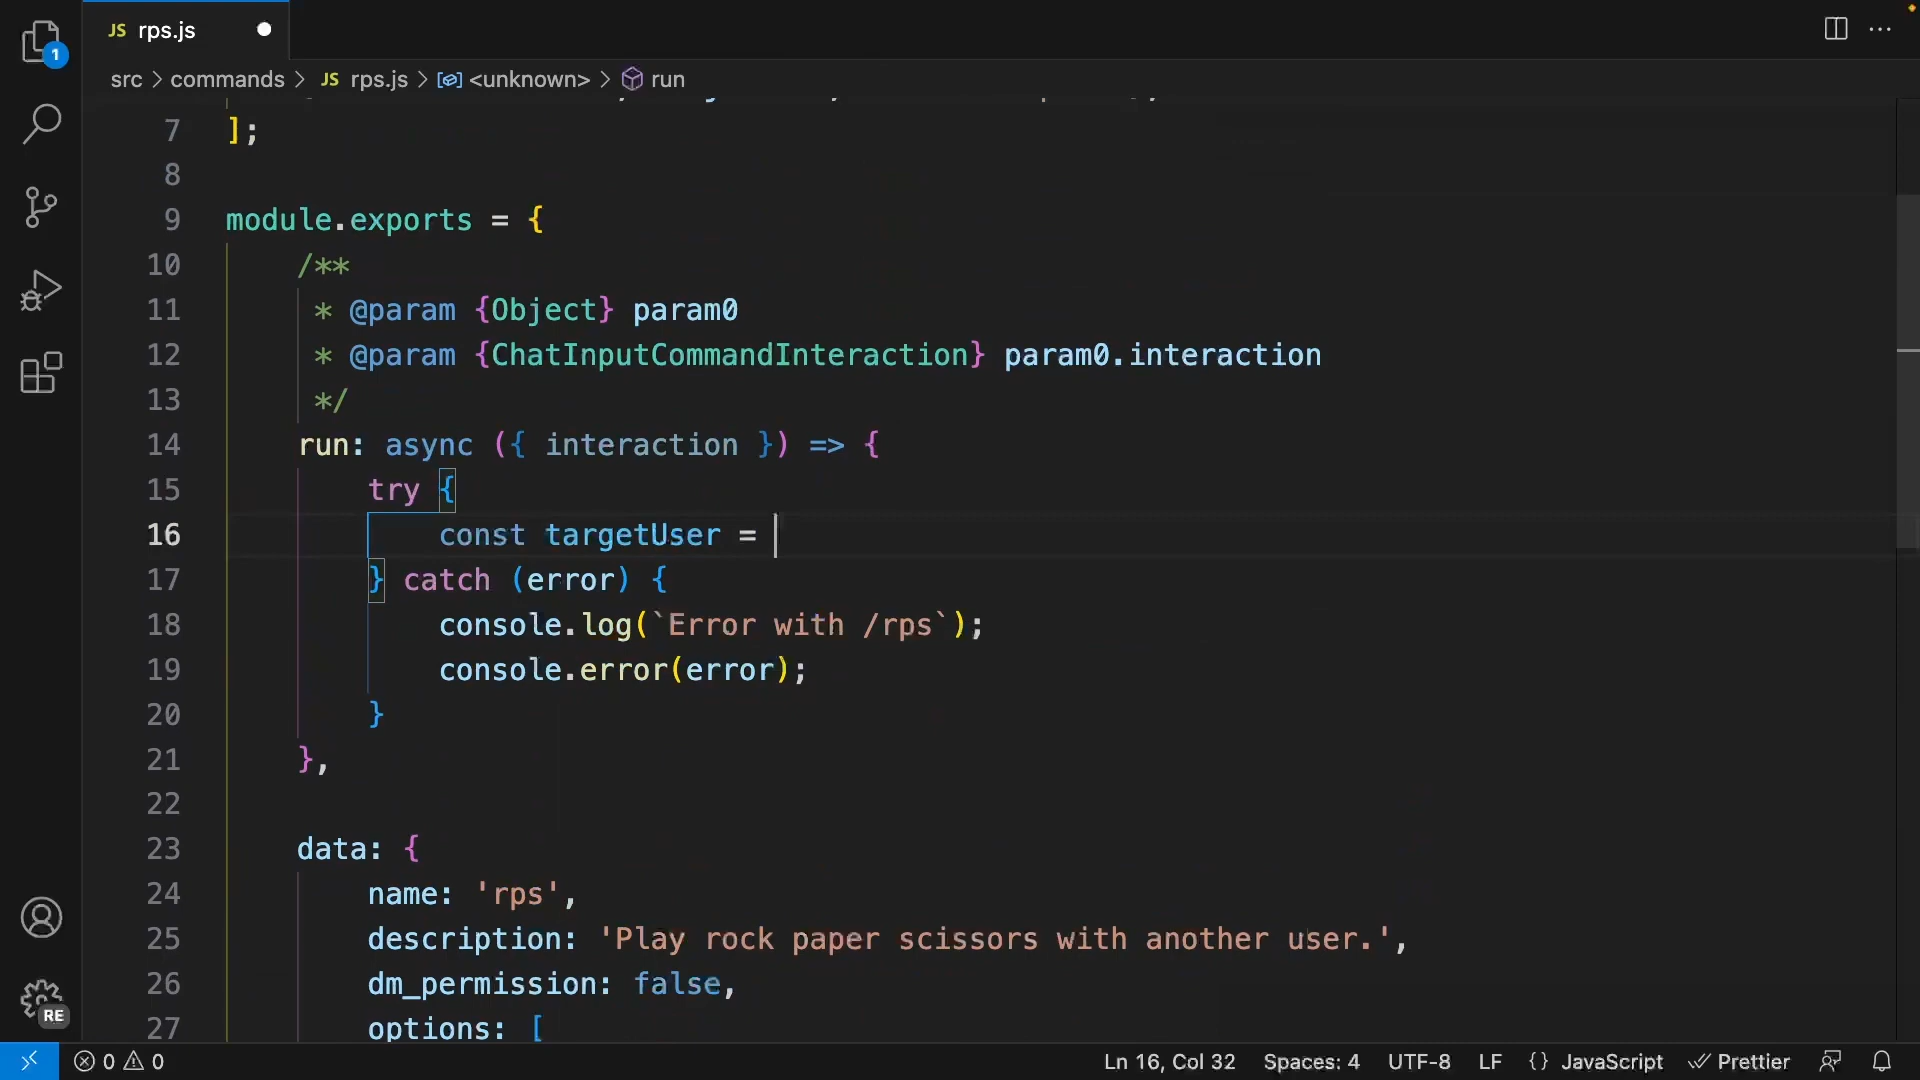 JS rps.js
1
src > commands > JS rps.js > <unknown> > run
7 ];
8
9 module.exports = {
10 /**
11 * @param {Object} param0
12 * @param {ChatInputCommandInteraction} param0.interaction
13 */
14 run: async ({ interaction }) => {
15 try {
16 const targetUser =
17 } catch (error) {
18 console.log(`Error with /rps`);
19 console.error(error);
20 }
21 },
22
23 data: {
24 name: 'rps',
25 description: 'Play rock paper scissors with another user.',
26 dm_permission: false,
27 options: [
RE
0 0 Ln 16, Col 32 Spaces: 4 UTF-8 LF {} JavaScript Prettier